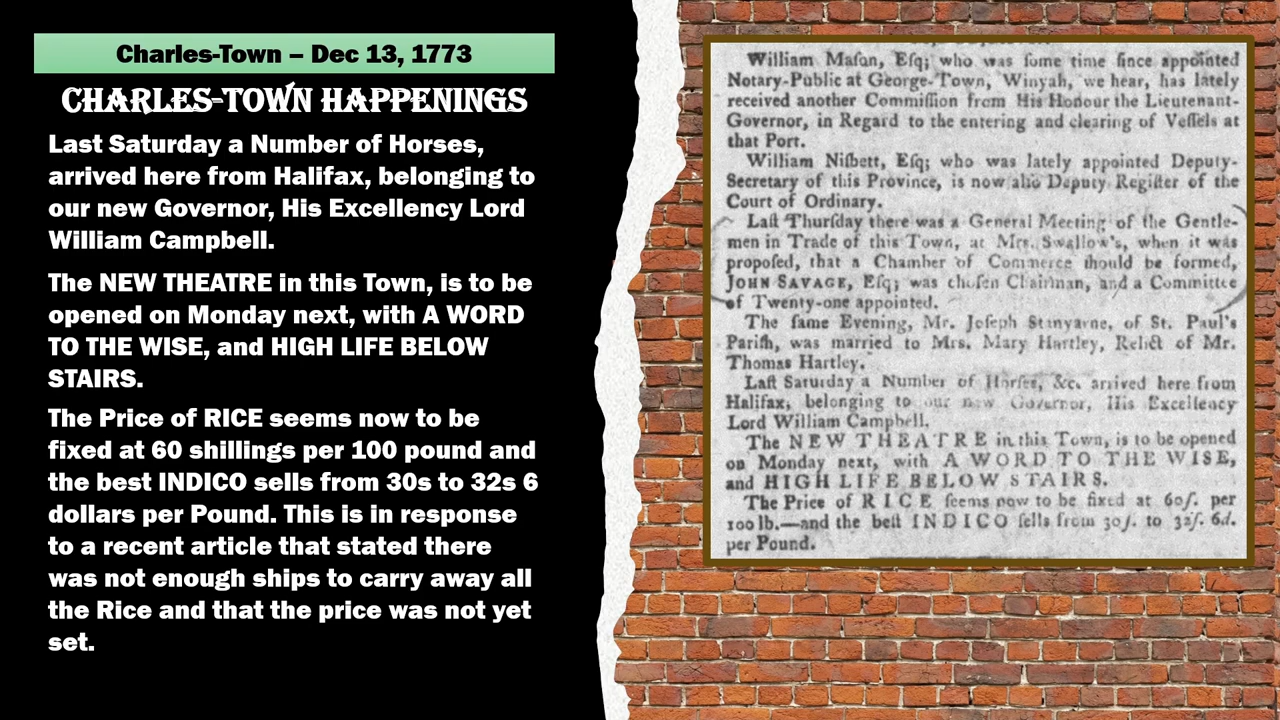 Charles-Town – Dec 13, 1773
CHARLES-TOWN HAPPENINGS
Last Saturday a Number of Horses,
arrived here from Halifax, belonging to
our new Governor, His Excellency Lord
William Campbell.
The NEW THEATRE in this Town, is to be
opened on Monday next, with A WORD
TO THE WISE, and HIGH LIFE BELOW
STAIRS.
The Price of RICE seems now to be
fixed at 60 shillings per 100 pound and
the best INDICO sells from 30s to 32s 6
dollars per Pound. This is in response
to a recent article that stated there
was not enough ships to carry away all
the Rice and that the price was not yet
set.
William Maſon, Eſq; who was ſome time ſince appointed
Notary-Public at George-Town, Winyah, we hear, has lately
received another Commiſſion from His Honour the Lieutenant-
Governor, in Regard to the entering and clearing of Veſſels at
that Port.
William Niſbett, Eſq; who was lately appointed Deputy-
Secretary of this Province, is now alſo Deputy Regiſter of the
Court of Ordinary.
Laſt Thurſday there was a General Meeting of the Gentle-
men in Trade of this Town, at Mrs. Swallow's, when it was
propoſed, that a Chamber of Commerce ſhould be formed,
JOHN SAVAGE, Eſq; was choſen Chairman, and a Committee
of Twenty-one appointed.
The ſame Evening, Mr. Joſeph Stanyarne, of St. Paul's
Pariſh, was married to Mrs. Mary Hartley, Relict of Mr.
Thomas Hartley.
Laſt Saturday a Number of Horſes, &c. arrived here from
Halifax, belonging to our new Governor, His Excellency
Lord William Campbell.
The NEW THEATRE in this Town, is to be opened
on Monday next, with A WORD TO THE WISE,
and HIGH LIFE BELOW STAIRS.
The Price of RICE ſeems now to be fixed at 60ſ. per
100 lb.—and the beſt INDICO ſells from 30ſ. to 32ſ. 6d.
per Pound.